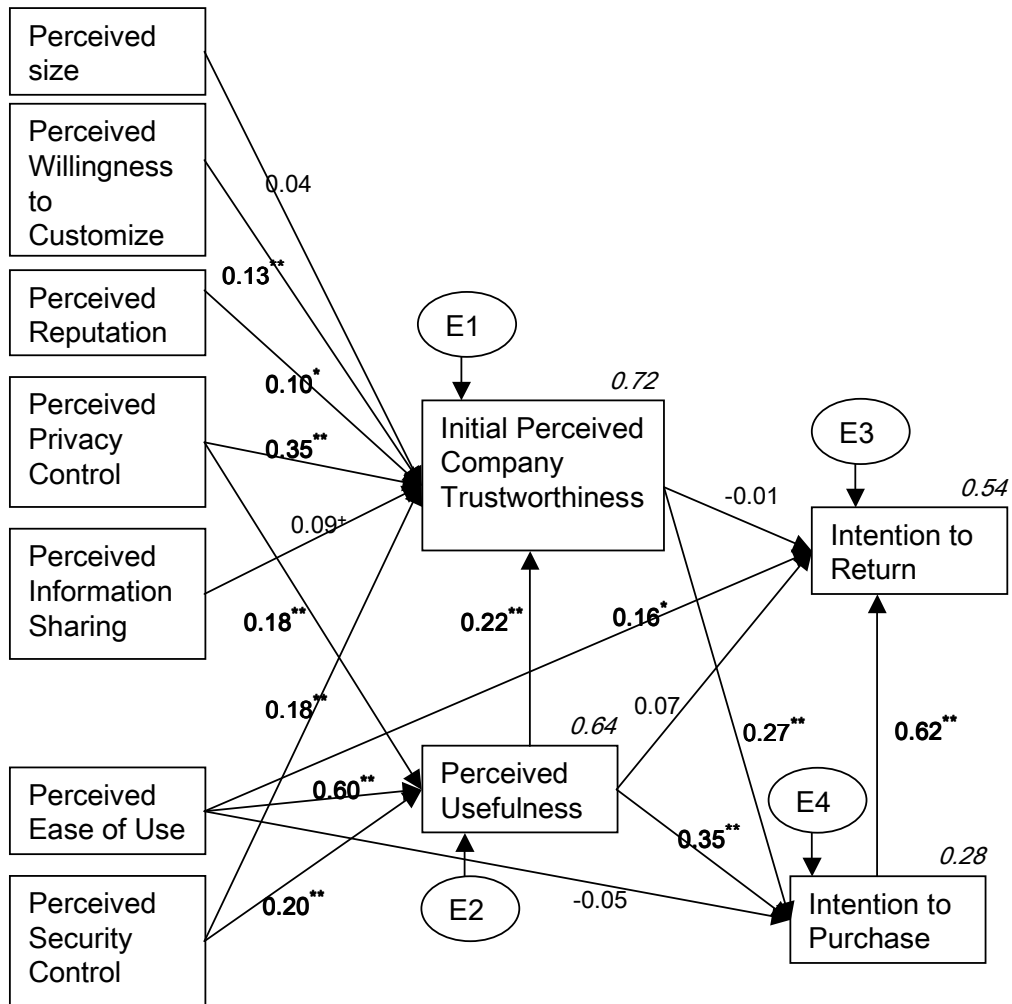 Perceived
size
Perceived
Willingness
to
Customize
0.04
0.13**
Perceived
Reputation
E1
0.10*
0.72
Perceived
Privacy
Control
0.35**
Initial Perceived
Company
Trustworthiness
E3
0.54
-0.01
Perceived
Information
Sharing
0.09±
Intention to
Return
0.18**
0.22**
0.16*
0.18**
0.07
0.27**
0.62**
0.64
Perceived
Ease of Use
0.60**
Perceived
Usefulness
E4
0.35**
0.28
Perceived
Security
Control
0.20**
E2
-0.05
Intention to
Purchase